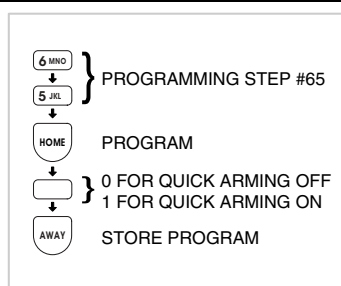 6 MNO
5 JKL
} PROGRAMMING STEP #65
HOME PROGRAM
} 0 FOR QUICK ARMING OFF
1 FOR QUICK ARMING ON
AWAY STORE PROGRAM